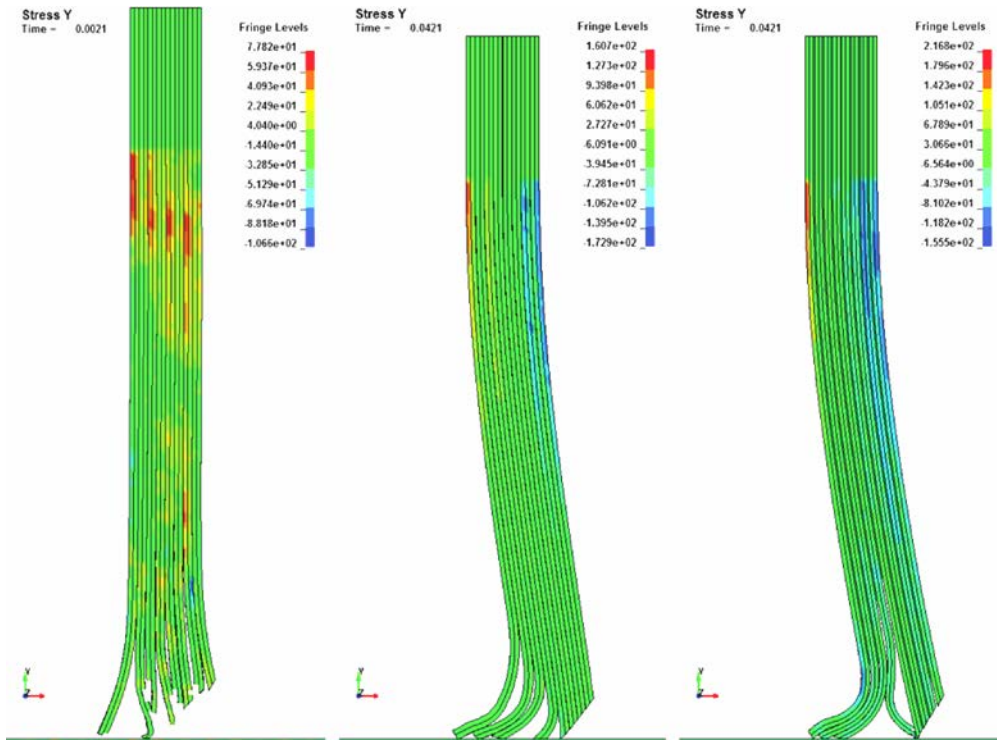 Stress Y
Time = 0.0021
Fringe Levels
7.782e+01
5.937e+01
4.093e+01
2.249e+01
4.040e+00
-1.440e+01
-3.285e+01
-5.129e+01
-6.974e+01
-8.818e+01
-1.066e+02
Stress Y
Time = 0.0421
Fringe Levels
1.607e+02
1.273e+02
9.398e+01
6.062e+01
2.727e+01
-6.091e+00
-3.945e+01
-7.281e+01
-1.062e+02
-1.395e+02
-1.729e+02
Stress Y
Time = 0.0421
Fringe Levels
2.168e+02
1.796e+02
1.423e+02
1.051e+02
6.789e+01
3.066e+01
-6.564e+00
-4.379e+01
-8.102e+01
-1.182e+02
-1.555e+02